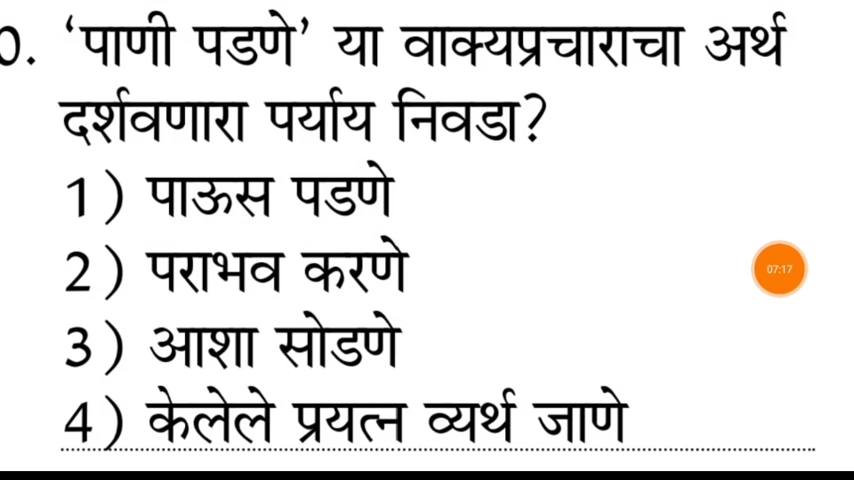 0. ‘पाणी पडणे’ या वाक्यप्रचाराचा अर्थ
दर्शवणारा पर्याय निवडा?
1) पाऊस पडणे
2) पराभव करणे
07:17
3) आशा सोडणे
4) केलेले प्रयत्न व्यर्थ जाणे